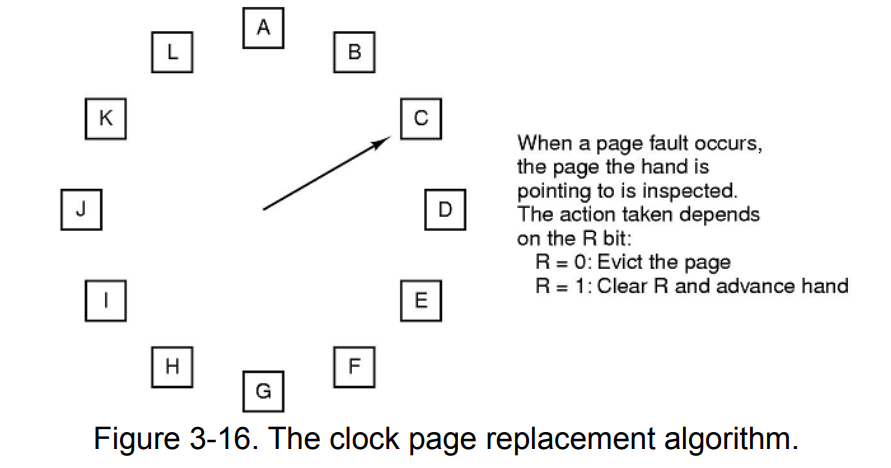 A
L
B
K
C
When a page fault occurs,
the page the hand is
pointing to is inspected.
The action taken depends
on the R bit:
R = 0: Evict the page
R = 1: Clear R and advance hand
J
D
I
E
H
F
G
Figure 3-16. The clock page replacement algorithm.